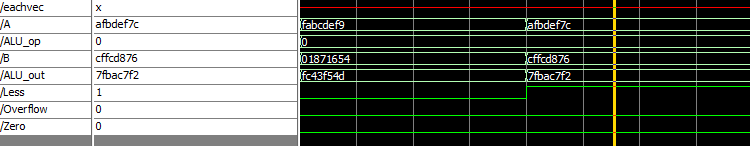 /eachvec x
/A afbdef7c fabcdef9 afbdef7c
/ALU_op 0 0
/B cffcd876 01871654 cffcd876
/ALU_out 7fbac7f2 fc43f54d 7fbac7f2
/Less 1
/Overflow 0
/Zero 0